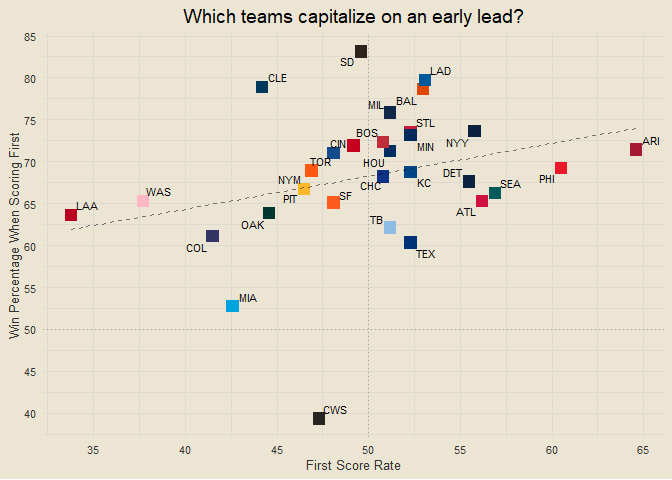 Which teams capitalize on an early lead?
85
SD
LAD
80
CLE
BAL
MIL
75
STL
BOS
NYY
MIN
CIN
ARI
70
TOR
HOU
PHI
NYM
CHC
KC
DET
SEA
WAS
PIT
SF
65
LAA
OAK
ATL
TB
COL
60
TEX
55
MIA
50
45
CWS
40
35
40
45
50
55
60
65
First Score Rate
Win Percentage When Scoring First